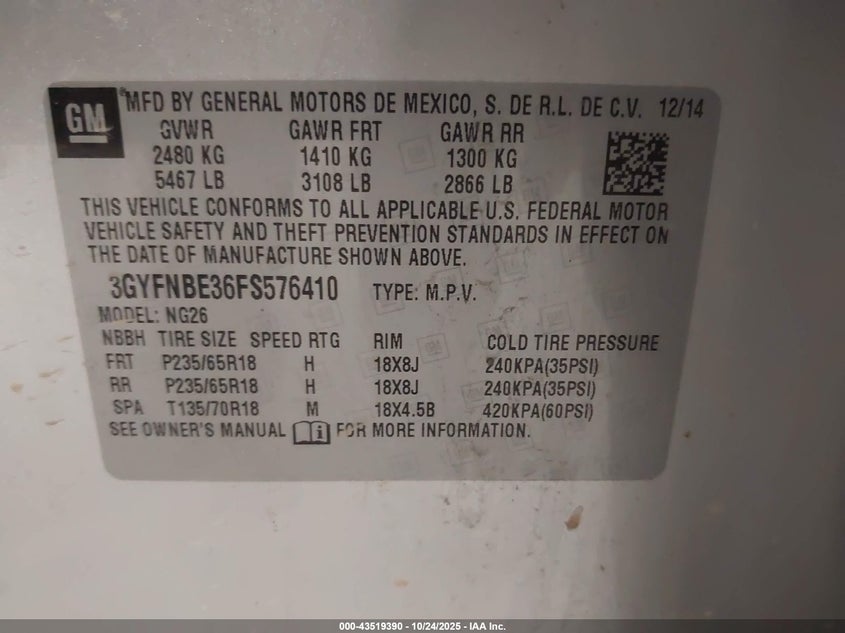 GM
® MFD BY GENERAL MOTORS DE MEXICO, S. DE R.L. DE C.V. 12/14
GVWR GAWR FRT GAWR RR
2480 KG 1410 KG 1300 KG
5467 LB 3108 LB 2866 LB
THIS VEHICLE CONFORMS TO ALL APPLICABLE U.S. FEDERAL MOTOR
VEHICLE SAFETY AND THEFT PREVENTION STANDARDS IN EFFECT ON
THE DATE OF MANUFACTURE SHOWN ABOVE.
3GYFNBE36FS576410 TYPE: M.P.V.
MODEL: NG26
NBBH TIRE SIZE SPEED RTG RIM COLD TIRE PRESSURE
FRT P235/65R18 H 18X8J 240KPA(35PSI)
RR P235/65R18 H 18X8J 240KPA(35PSI)
SPA T135/70R18 M 18X4.5B 420KPA(60PSI)
SEE OWNER'S MANUAL FOR MORE INFORMATION.
000-43519390 - 10/24/2025 - IAA Inc.